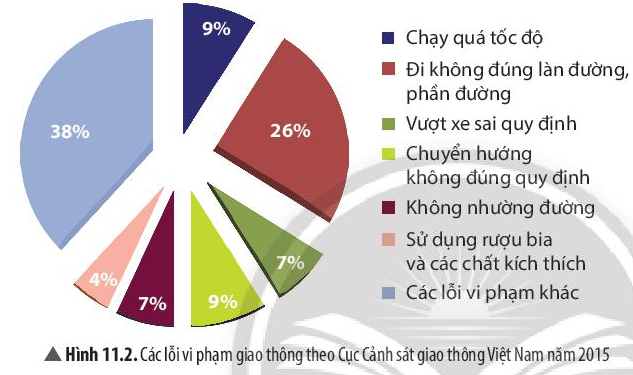 9%
26%
7%
9%
7%
4%
38%
Chạy quá tốc độ
Đi không đúng làn đường,
phần đường
Vượt xe sai quy định
Chuyển hướng
không đúng quy định
Không nhường đường
Sử dụng rượu bia
và các chất kích thích
Các lỗi vi phạm khác
▲ Hình 11.2. Các lỗi vi phạm giao thông theo Cục Cảnh sát giao thông Việt Nam năm 2015